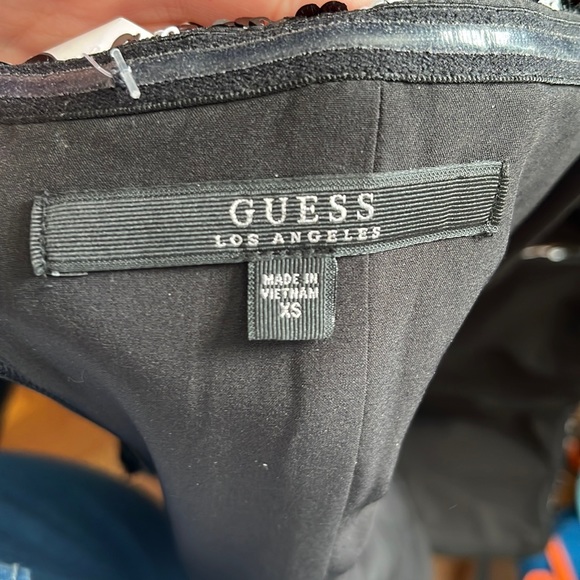 GUESS
LOS ANGELES
MADE IN
VIETNAM
XS